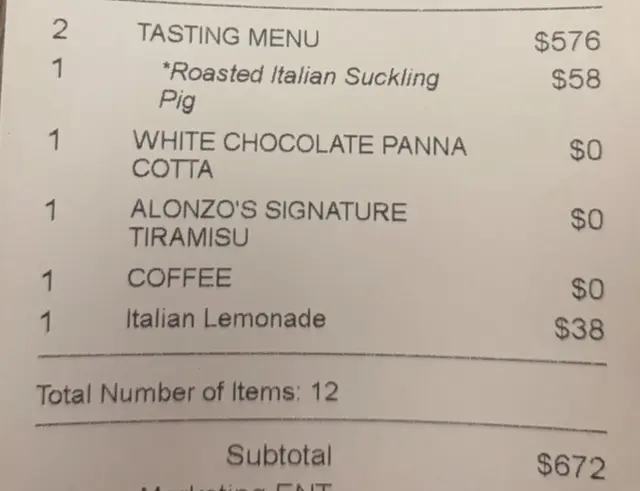 2 TASTING MENU $576
1 *Roasted Italian Suckling $58
Pig
1 WHITE CHOCOLATE PANNA $0
COTTA
1 ALONZO'S SIGNATURE $0
TIRAMISU
1 COFFEE $0
1 Italian Lemonade $38
Total Number of Items: 12
Subtotal $672